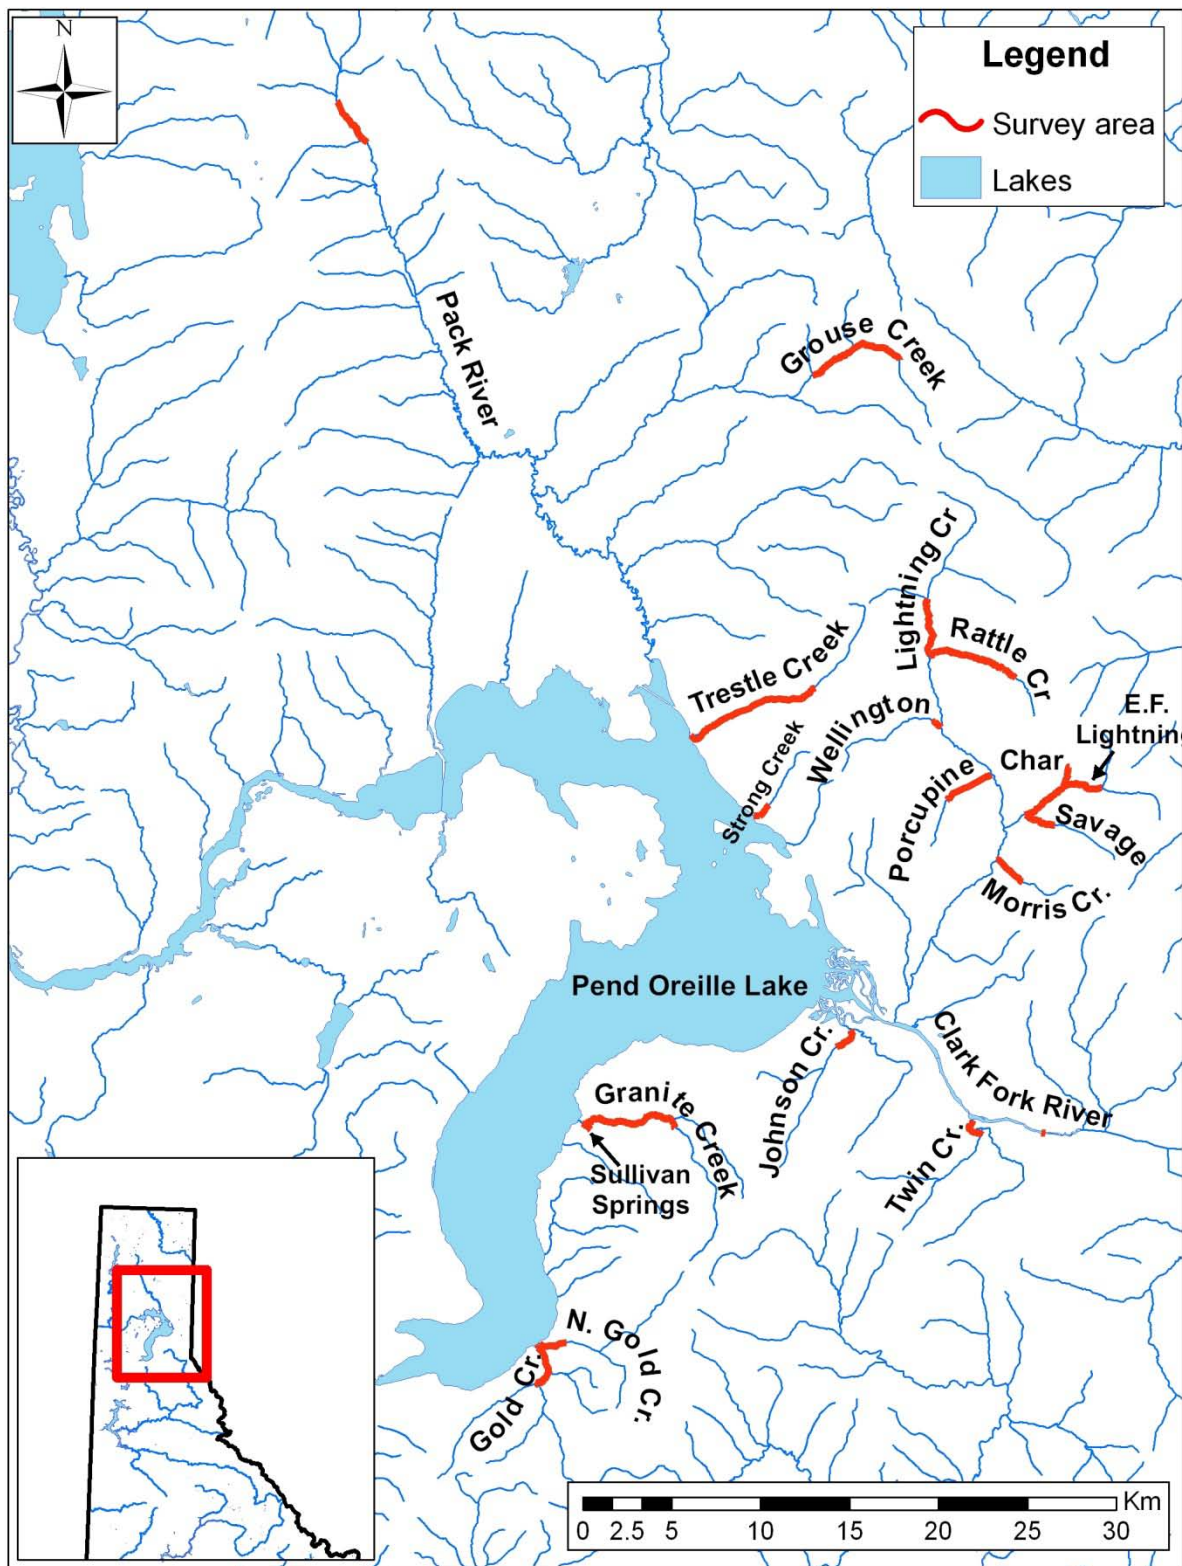 N
Legend
Survey area
Lakes
Pack River
Grouse Creek
Lightning Cr
Rattle Cr
Trestle Creek
Strong Creek
Wellington
E.F.
Lightning
Char
Porcupine
Savage
Morris Cr.
Pend Oreille Lake
Clark Fork River
Johnson Cr.
Granite Creek
Sullivan
Springs
Twin Cr.
N. Gold Cr.
Gold Cr.
Km
0 2.5 5 10 15 20 25 30